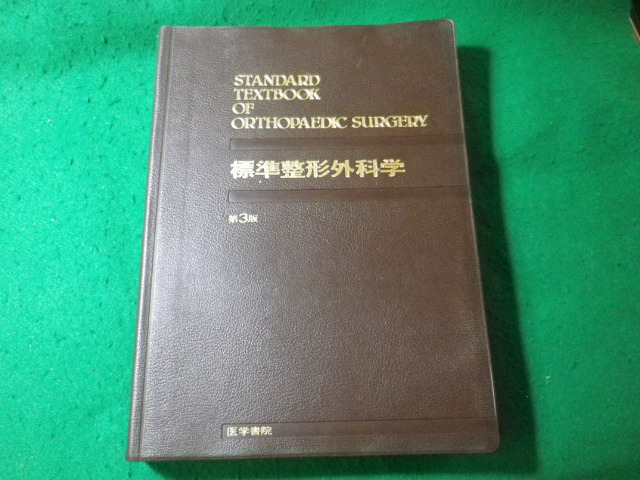 STANDARD
TEXTBOOK
OF
ORTHOPAEDIC SURGERY
標準整形外科学
第3版
医学書院